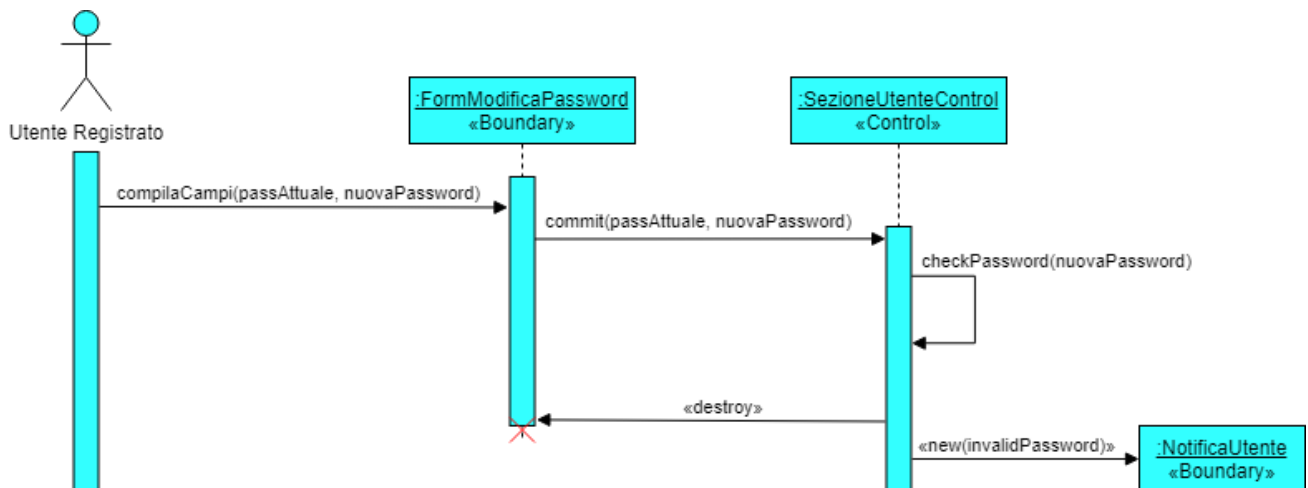 :FormModificaPassword
«Boundary»
:SezioneUtenteControl
«Control»
Utente Registrato
compilaCampi(passAttuale, nuovaPassword)
commit(passAttuale, nuovaPassword)
checkPassword(nuovaPassword)
«destroy»
«new(invalidPassword)»
:NotificaUtente
«Boundary»